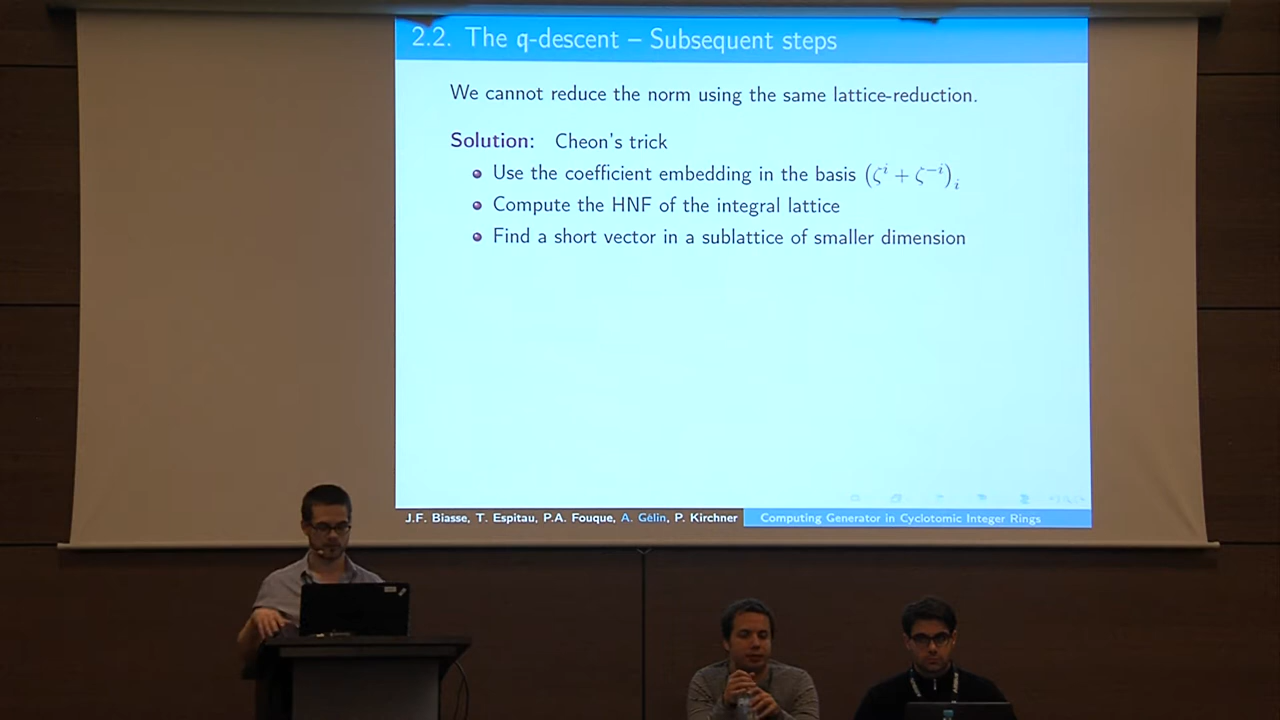 2.2. The q-descent – Subsequent steps
We cannot reduce the norm using the same lattice-reduction.
Solution: Cheon's trick
Use the coefficient embedding in the basis (ζ^i + ζ^{-i})_i
Compute the HNF of the integral lattice
Find a short vector in a sublattice of smaller dimension
J.F. Biasse, T. Espitau, P.A. Fouque, A. Gélin, P. Kirchner
Computing Generator in Cyclotomic Integer Rings